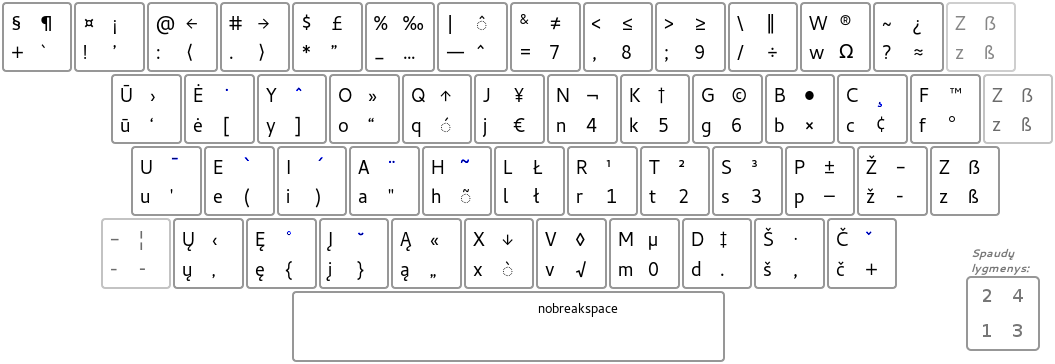 § ¶ ¤ ¡ @ ← # → $ £ % ‰ | ◌̂ & ≠ < ≤ > ≥ \ ‖ W ® ~ ¿ Z ẞ
+ ` ! ’ : ⟨ . ⟩ * ” _ … — ˆ = 7 , 8 ; 9 / ÷ w Ω ? ≈ z ß
Ū › Ė ˙ Y ˆ O » Q ↑ J ¥ N ¬ K † G © B • C ¸ F ™ Z ẞ
ū ‘ ė [ y ] o “ q ◌́ j € n 4 k 5 g 6 b × c ¢ f ° z ß
U ¯ E ` I ´ A ¨ H ˜ L Ł R ¹ T ² S ³ P ± Ž – Z ẞ
u ' e ( i ) a " h ◌̃ l ł r 1 t 2 s 3 p − ž - z ß
– ¦ Ų ‹ Ę ° Į ˘ Ą « X ↓ V ◊ M µ D ‡ Š · Č ˇ
- - ų ‚ ę { į } ą „ x ◌̀ v √ m 0 d . š , č +
nobreakspace
Spaudų
lygmenys:
2 4
1 3